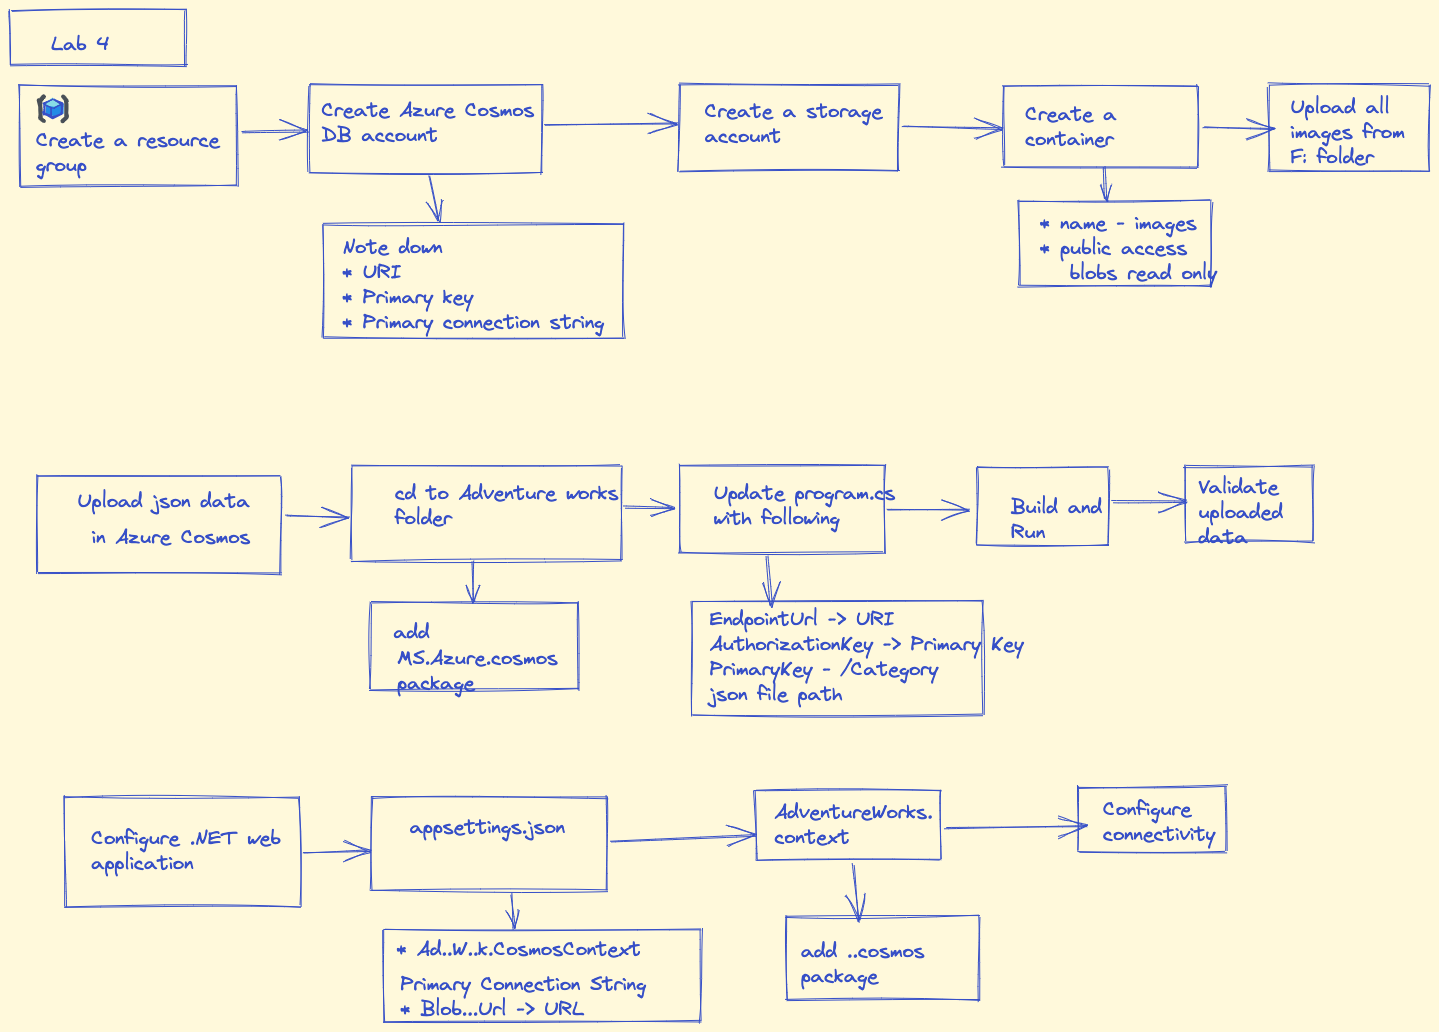 Lab 4
Create a resource
group
Create Azure Cosmos
DB account
Create a storage
account
Create a
container
Upload all
images from
F: folder
Note down
* URI
* Primary key
* Primary connection string
* name - images
* public access
blobs read only
Upload json data
in Azure Cosmos
cd to Adventure works
folder
Update program.cs
with following
Build and
Run
Validate
uploaded
data
add
MS.Azure.cosmos
package
EndpointUrl -> URI
AuthorizationKey -> Primary Key
PrimaryKey - /Category
json file path
Configure .NET web
application
appsettings.json
AdventureWorks.
context
Configure
connectivity
* Ad..W..k.CosmosContext
Primary Connection String
* Blob...Url -> URL
add ..cosmos
package